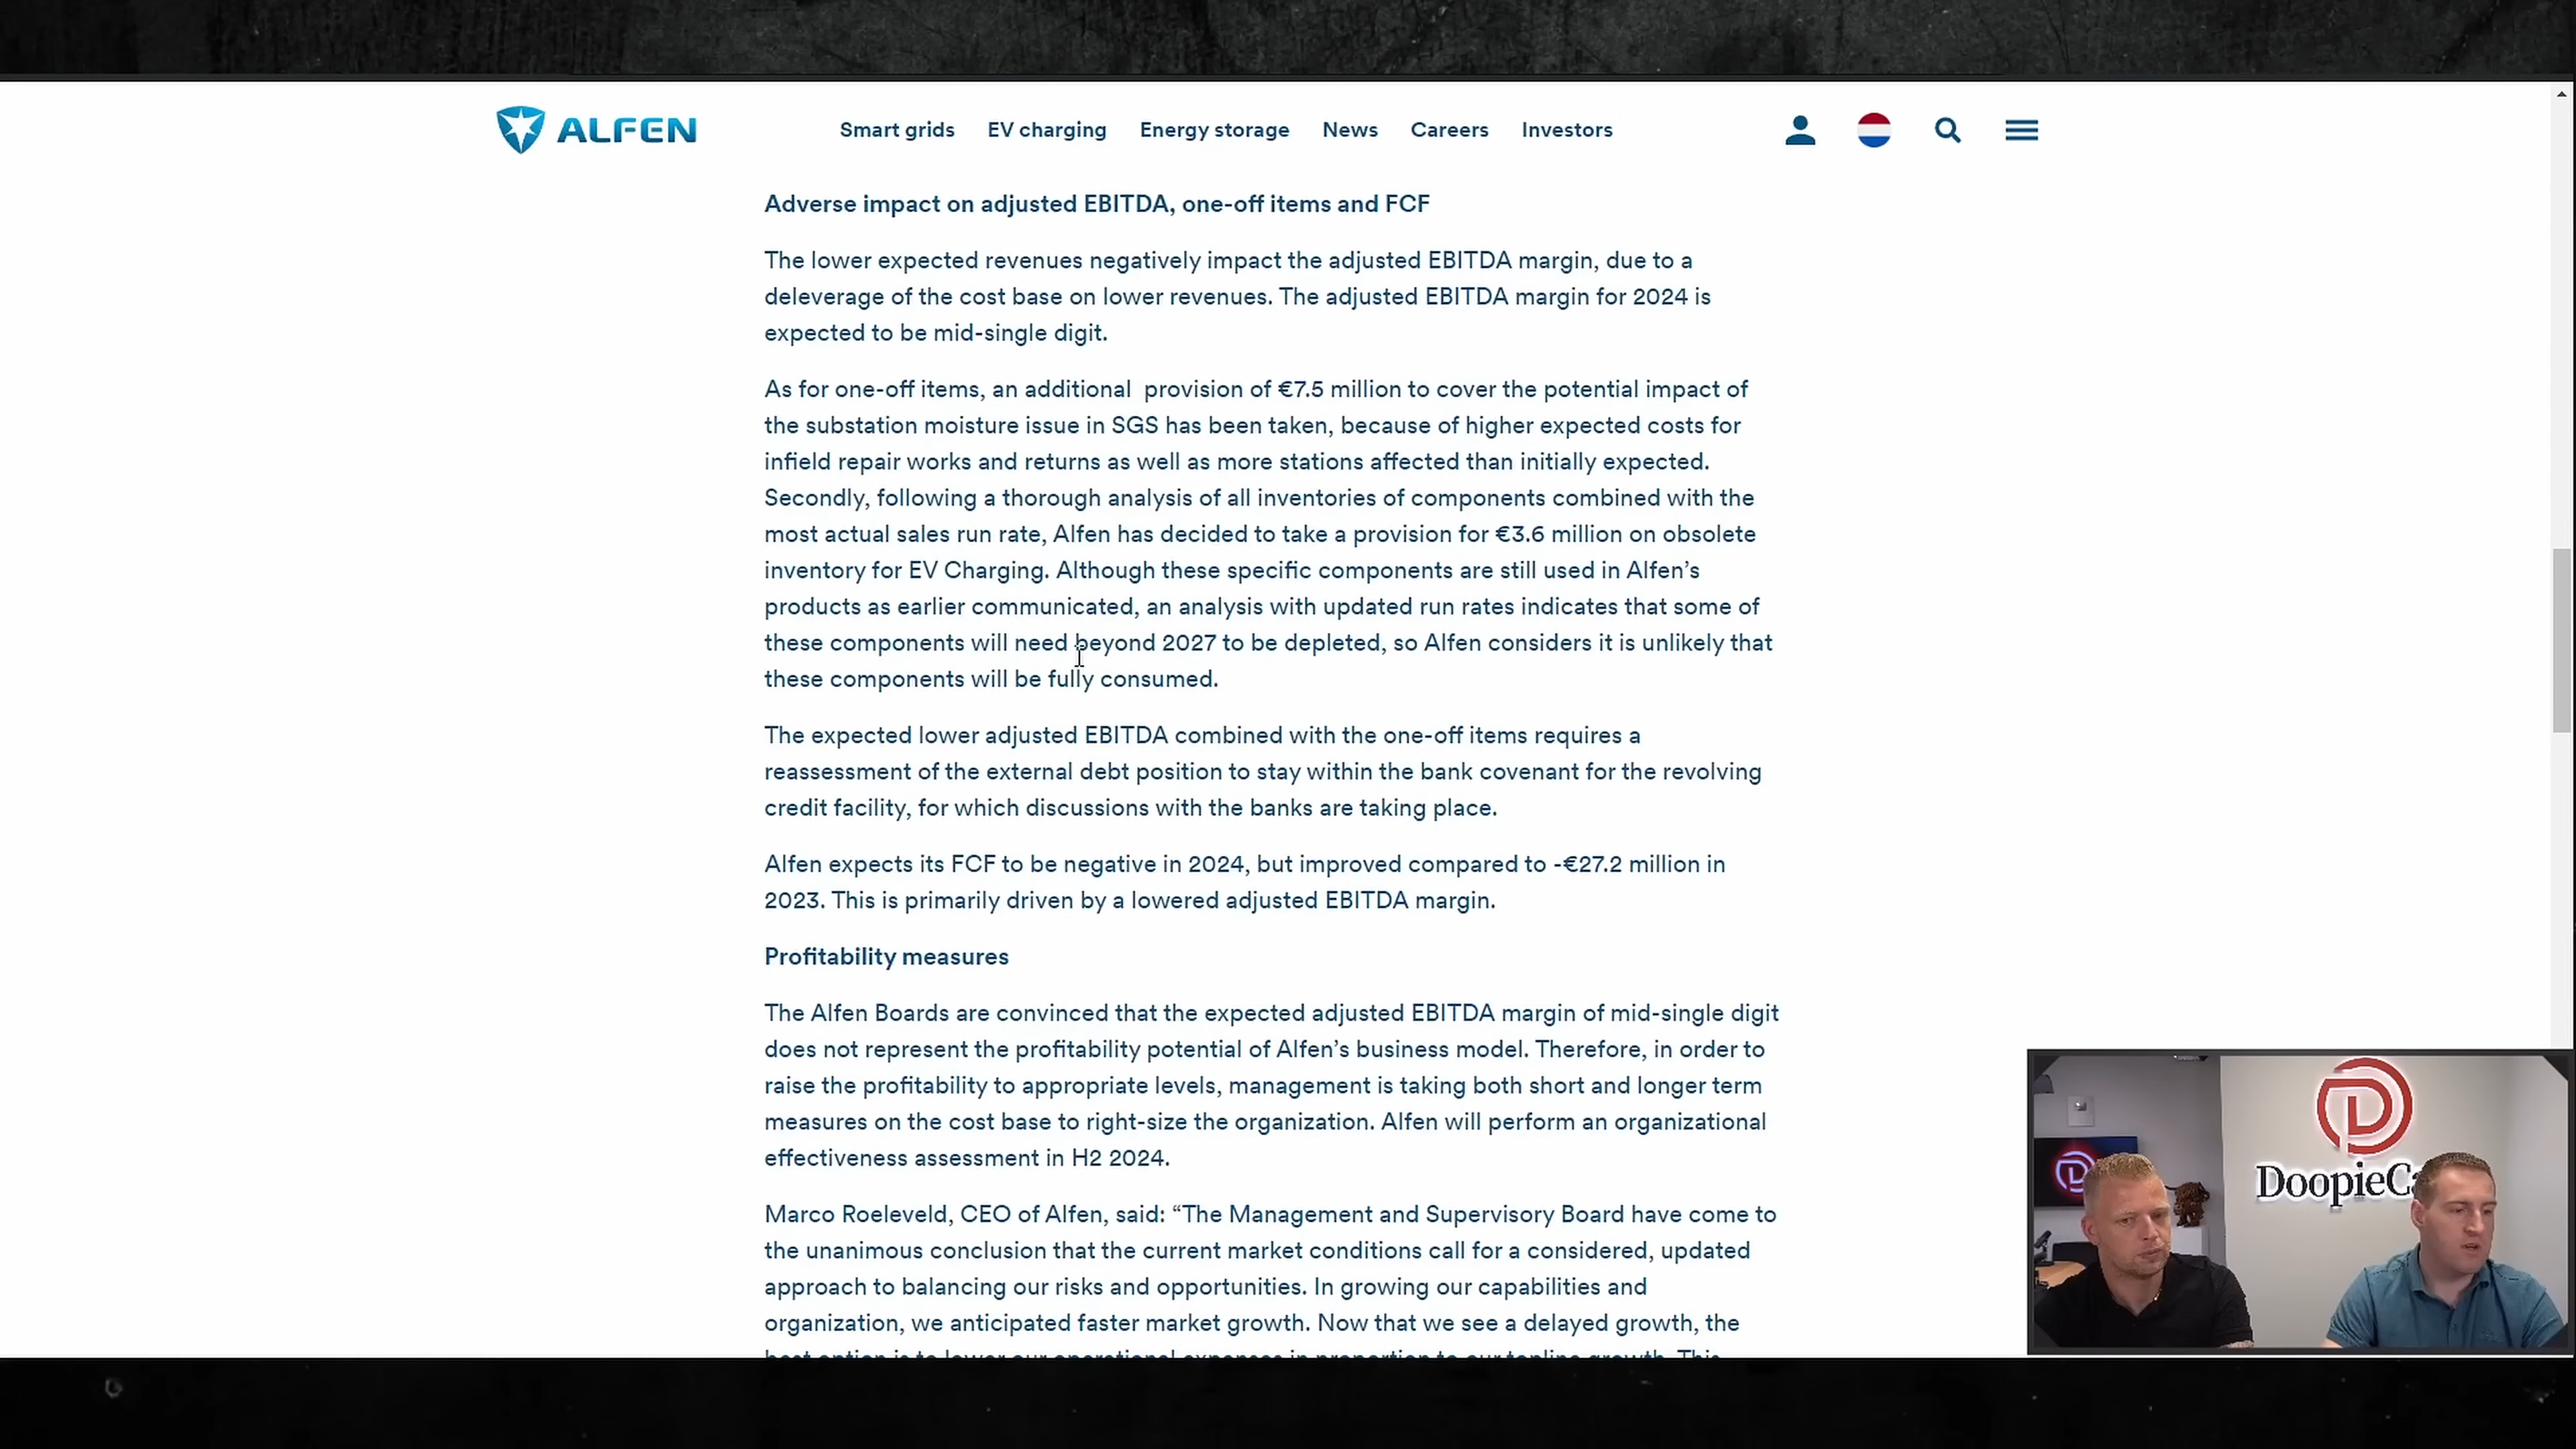 ALFEN
Smart grids EV charging Energy storage News Careers Investors
Adverse impact on adjusted EBITDA, one-off items and FCF
The lower expected revenues negatively impact the adjusted EBITDA margin, due to a
deleverage of the cost base on lower revenues. The adjusted EBITDA margin for 2024 is
expected to be mid-single digit.
As for one-off items, an additional  provision of €7.5 million to cover the potential impact of
the substation moisture issue in SGS has been taken, because of higher expected costs for
infield repair works and returns as well as more stations affected than initially expected.
Secondly, following a thorough analysis of all inventories of components combined with the
most actual sales run rate, Alfen has decided to take a provision for €3.6 million on obsolete
inventory for EV Charging. Although these specific components are still used in Alfen’s
products as earlier communicated, an analysis with updated run rates indicates that some of
these components will need beyond 2027 to be depleted, so Alfen considers it is unlikely that
these components will be fully consumed.
The expected lower adjusted EBITDA combined with the one-off items requires a
reassessment of the external debt position to stay within the bank covenant for the revolving
credit facility, for which discussions with the banks are taking place.
Alfen expects its FCF to be negative in 2024, but improved compared to -€27.2 million in
2023. This is primarily driven by a lowered adjusted EBITDA margin.
Profitability measures
The Alfen Boards are convinced that the expected adjusted EBITDA margin of mid-single digit
does not represent the profitability potential of Alfen’s business model. Therefore, in order to
raise the profitability to appropriate levels, management is taking both short and longer term
measures on the cost base to right-size the organization. Alfen will perform an organizational
effectiveness assessment in H2 2024.
Marco Roeleveld, CEO of Alfen, said: “The Management and Supervisory Board have come to
the unanimous conclusion that the current market conditions call for a considered, updated
approach to balancing our risks and opportunities. In growing our capabilities and
organization, we anticipated faster market growth. Now that we see a delayed growth, the
best option is to lower our operational expenses in proportion to our topline growth. This
DoopieCa